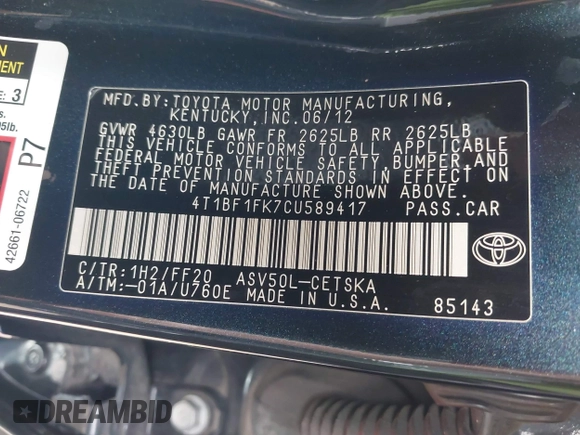 MFD. BY: TOYOTA MOTOR MANUFACTURING,
KENTUCKY, INC. 06/12
GVWR 4630LB GAWR FR 2625LB RR 2625LB
THIS VEHICLE CONFORMS TO ALL APPLICABLE
FEDERAL MOTOR VEHICLE SAFETY, BUMPER, AND
THEFT PREVENTION STANDARDS IN EFFECT ON
THE DATE OF MANUFACTURE SHOWN ABOVE.
4T1BF1FK7CU589417 PASS. CAR
C/TR: 1H2/FF20 ASV50L-CETSKA
A/TM:-01A/U760E MADE IN U.S.A.
85143
3
P7
42661-06722
DREAMBID